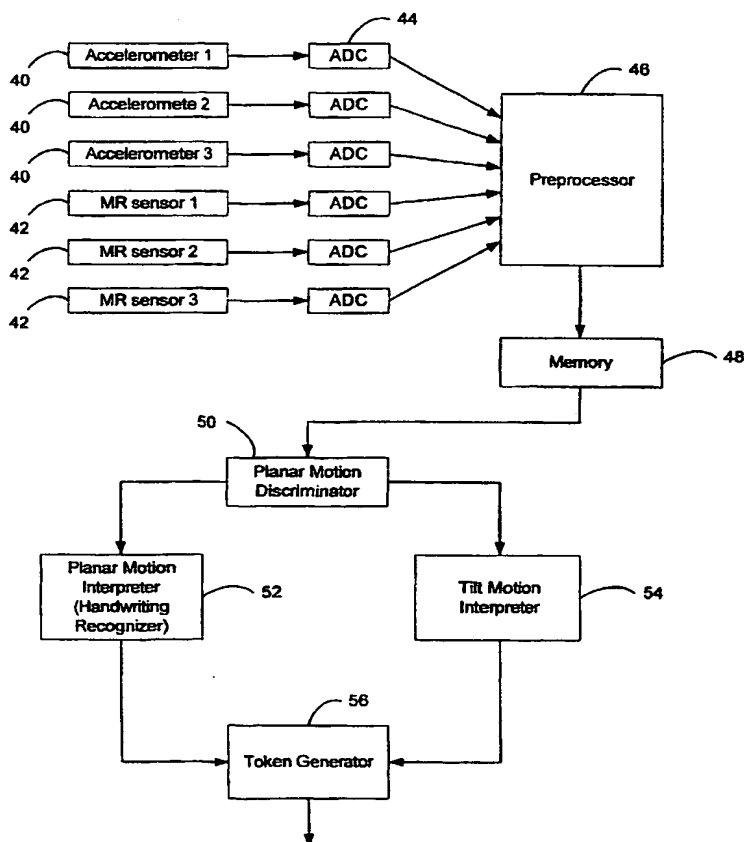 44
40 Accelerometer 1 ADC
46
40 Acceleromete 2 ADC
40 Accelerometer 3 ADC
Preprocessor
42 MR sensor 1 ADC
42 MR sensor 2 ADC
42 MR sensor 3 ADC
Memory 48
50
Planar Motion
Discriminator
Planar Motion
Interpreter
(Handwriting
Recognizer)
52
Tilt Motion
Interpreter
54
56
Token Generator